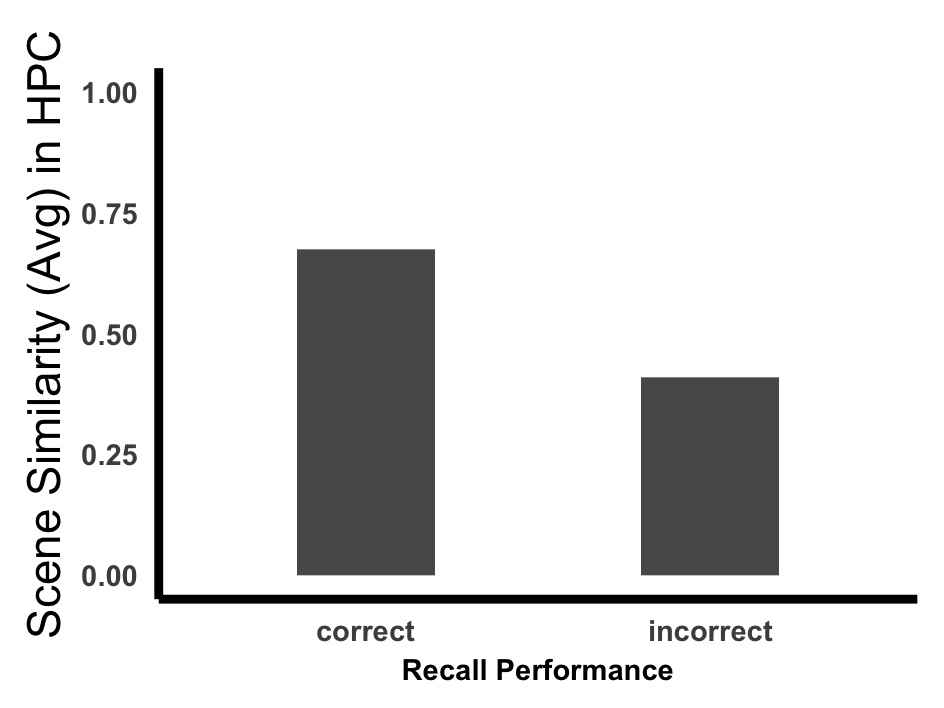 Scene Similarity (Avg) in HPC
1.00
0.75
0.50
0.25
0.00
correct incorrect
Recall Performance